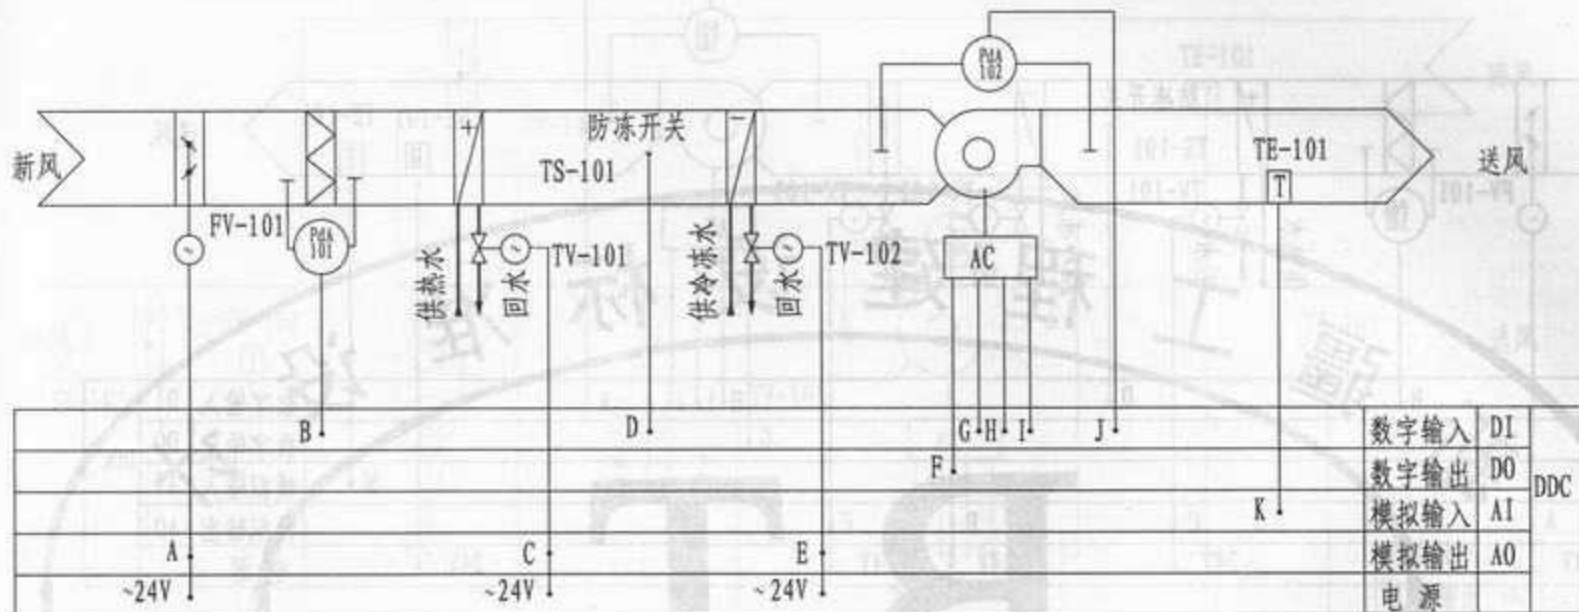 PdA
102
防冻开关
TE-101
新风
TS-101
送风
T
FV-101
PdA
101
TV-101
TV-102
AC
供热水
回水
供冷冻水
回水
B
D
G
H
I
J
数字输入 DI
F
数字输出 DO
DDC
K
模拟输入 AI
A
C
E
模拟输出 AO
~24V
~24V
~24V
电源